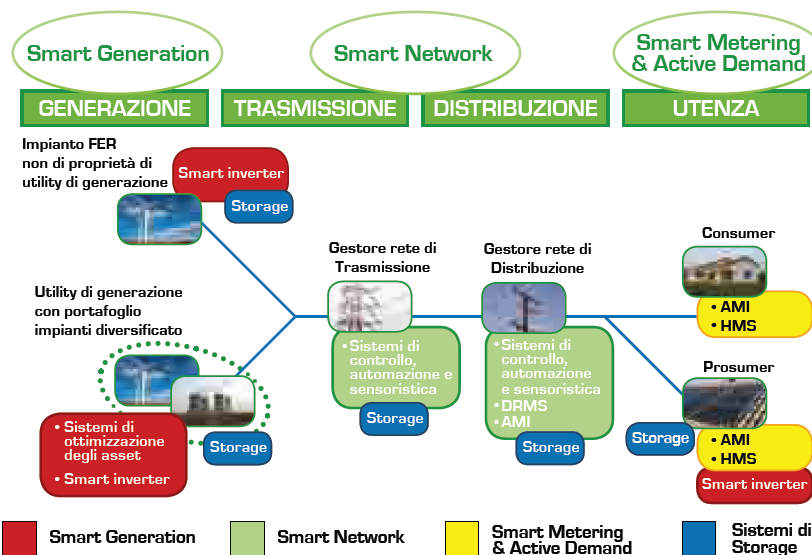 Smart Generation
Smart Network
Smart Metering
& Active Demand
GENERAZIONE
TRASMISSIONE
DISTRIBUZIONE
UTENZA
Impianto FER
non di proprietà di
utility di generazione
Smart inverter
Storage
Utility di generazione
con portafoglio
impianti diversificato
• Sistemi di
ottimizzazione
degli asset
• Smart inverter
Storage
Gestore rete di
Trasmissione
• Sistemi di
controllo,
automazione e
sensoristica
Storage
Gestore rete di
Distribuzione
• Sistemi di
controllo,
automazione
e sensoristica
• DRMS
• AMI
Storage
Consumer
• AMI
• HMS
Prosumer
Storage
• AMI
• HMS
Smart inverter
Smart Generation
Smart Network
Smart Metering
& Active Demand
Sistemi di
Storage